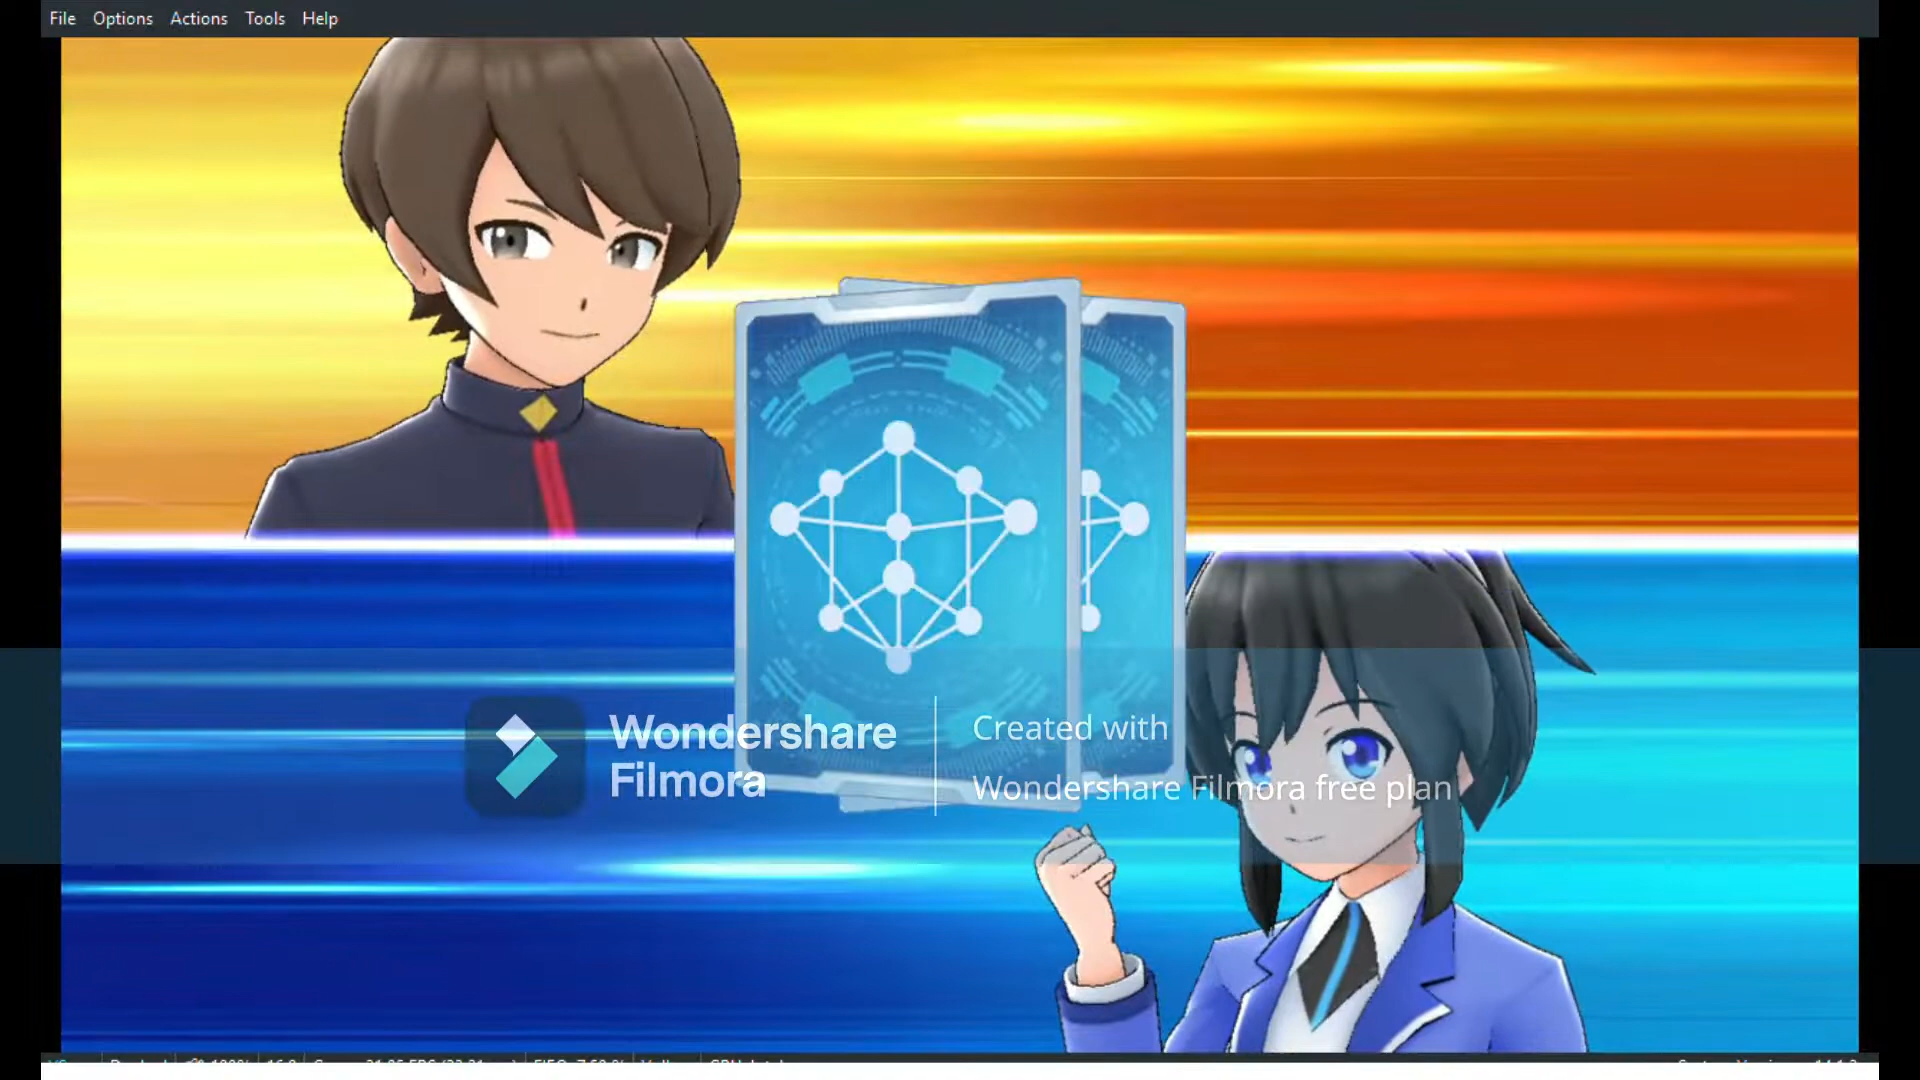 File Options Actions Tools Help
Wondershare
Filmora
Created with
Wondershare Filmora free plan